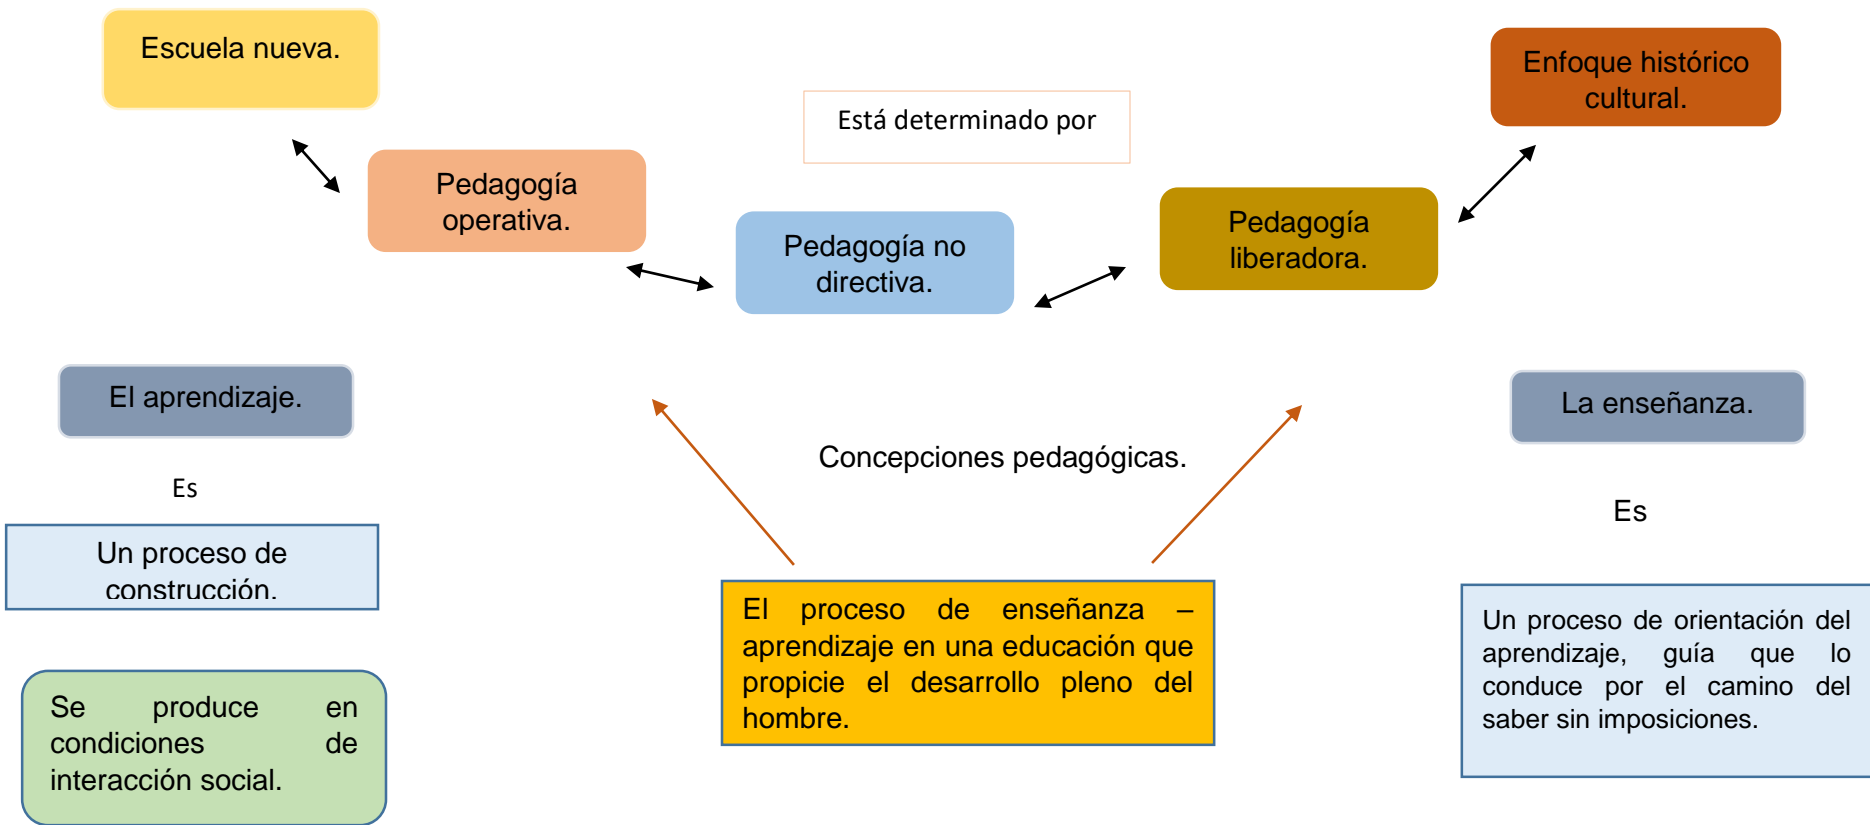 Escuela nueva.
Enfoque histórico
cultural.
Está determinado por
Pedagogía
operativa.
Pedagogía no
directiva.
Pedagogía
liberadora.
El aprendizaje.
La enseñanza.
Concepciones pedagógicas.
Es
Es
Un proceso de
construcción.
El proceso de enseñanza –
aprendizaje en una educación que
propicie el desarrollo pleno del
hombre.
Un proceso de orientación del
aprendizaje, guía que lo
conduce por el camino del
saber sin imposiciones.
Se produce en
condiciones de
interacción social.